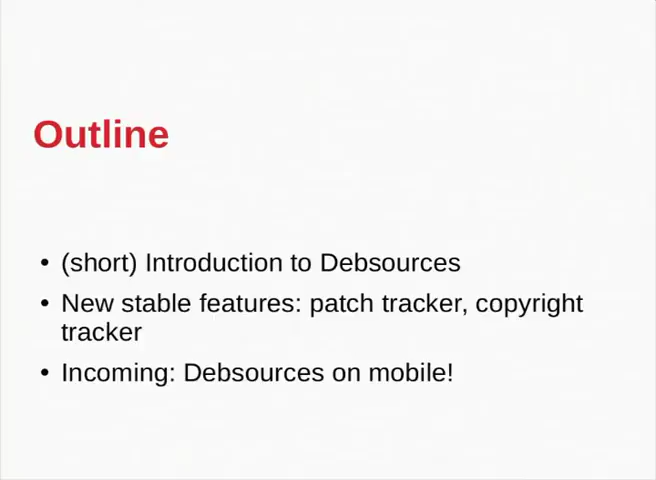 Outline
• (short) Introduction to Debsources
• New stable features: patch tracker, copyright
tracker
• Incoming: Debsources on mobile!